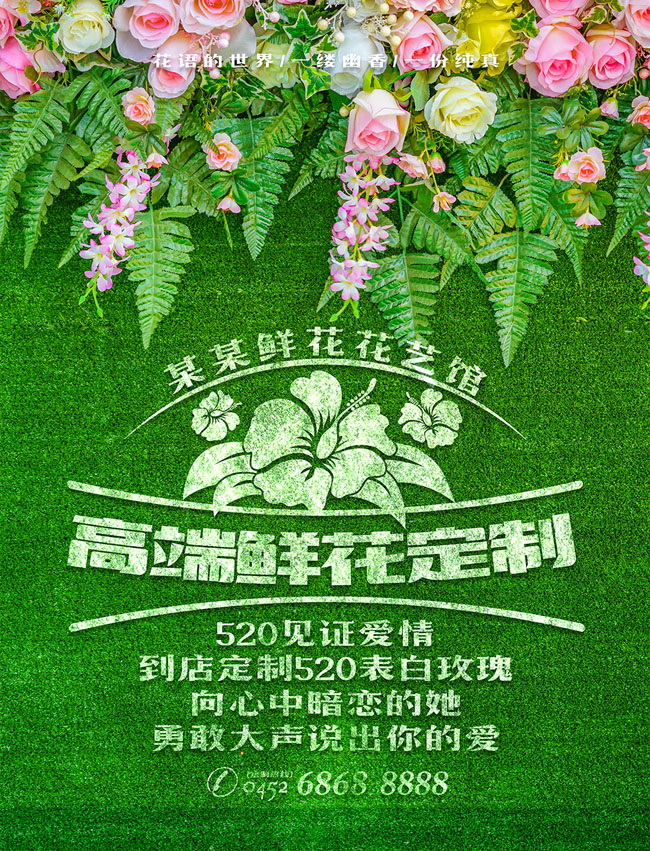 花语的世界/一缕幽香/一份纯真
某某鲜花花艺馆
高端鲜花定制
520见证爱情
到店定制520表白玫瑰
向心中暗恋的她
勇敢大声说出你的爱
0452 6868 8888